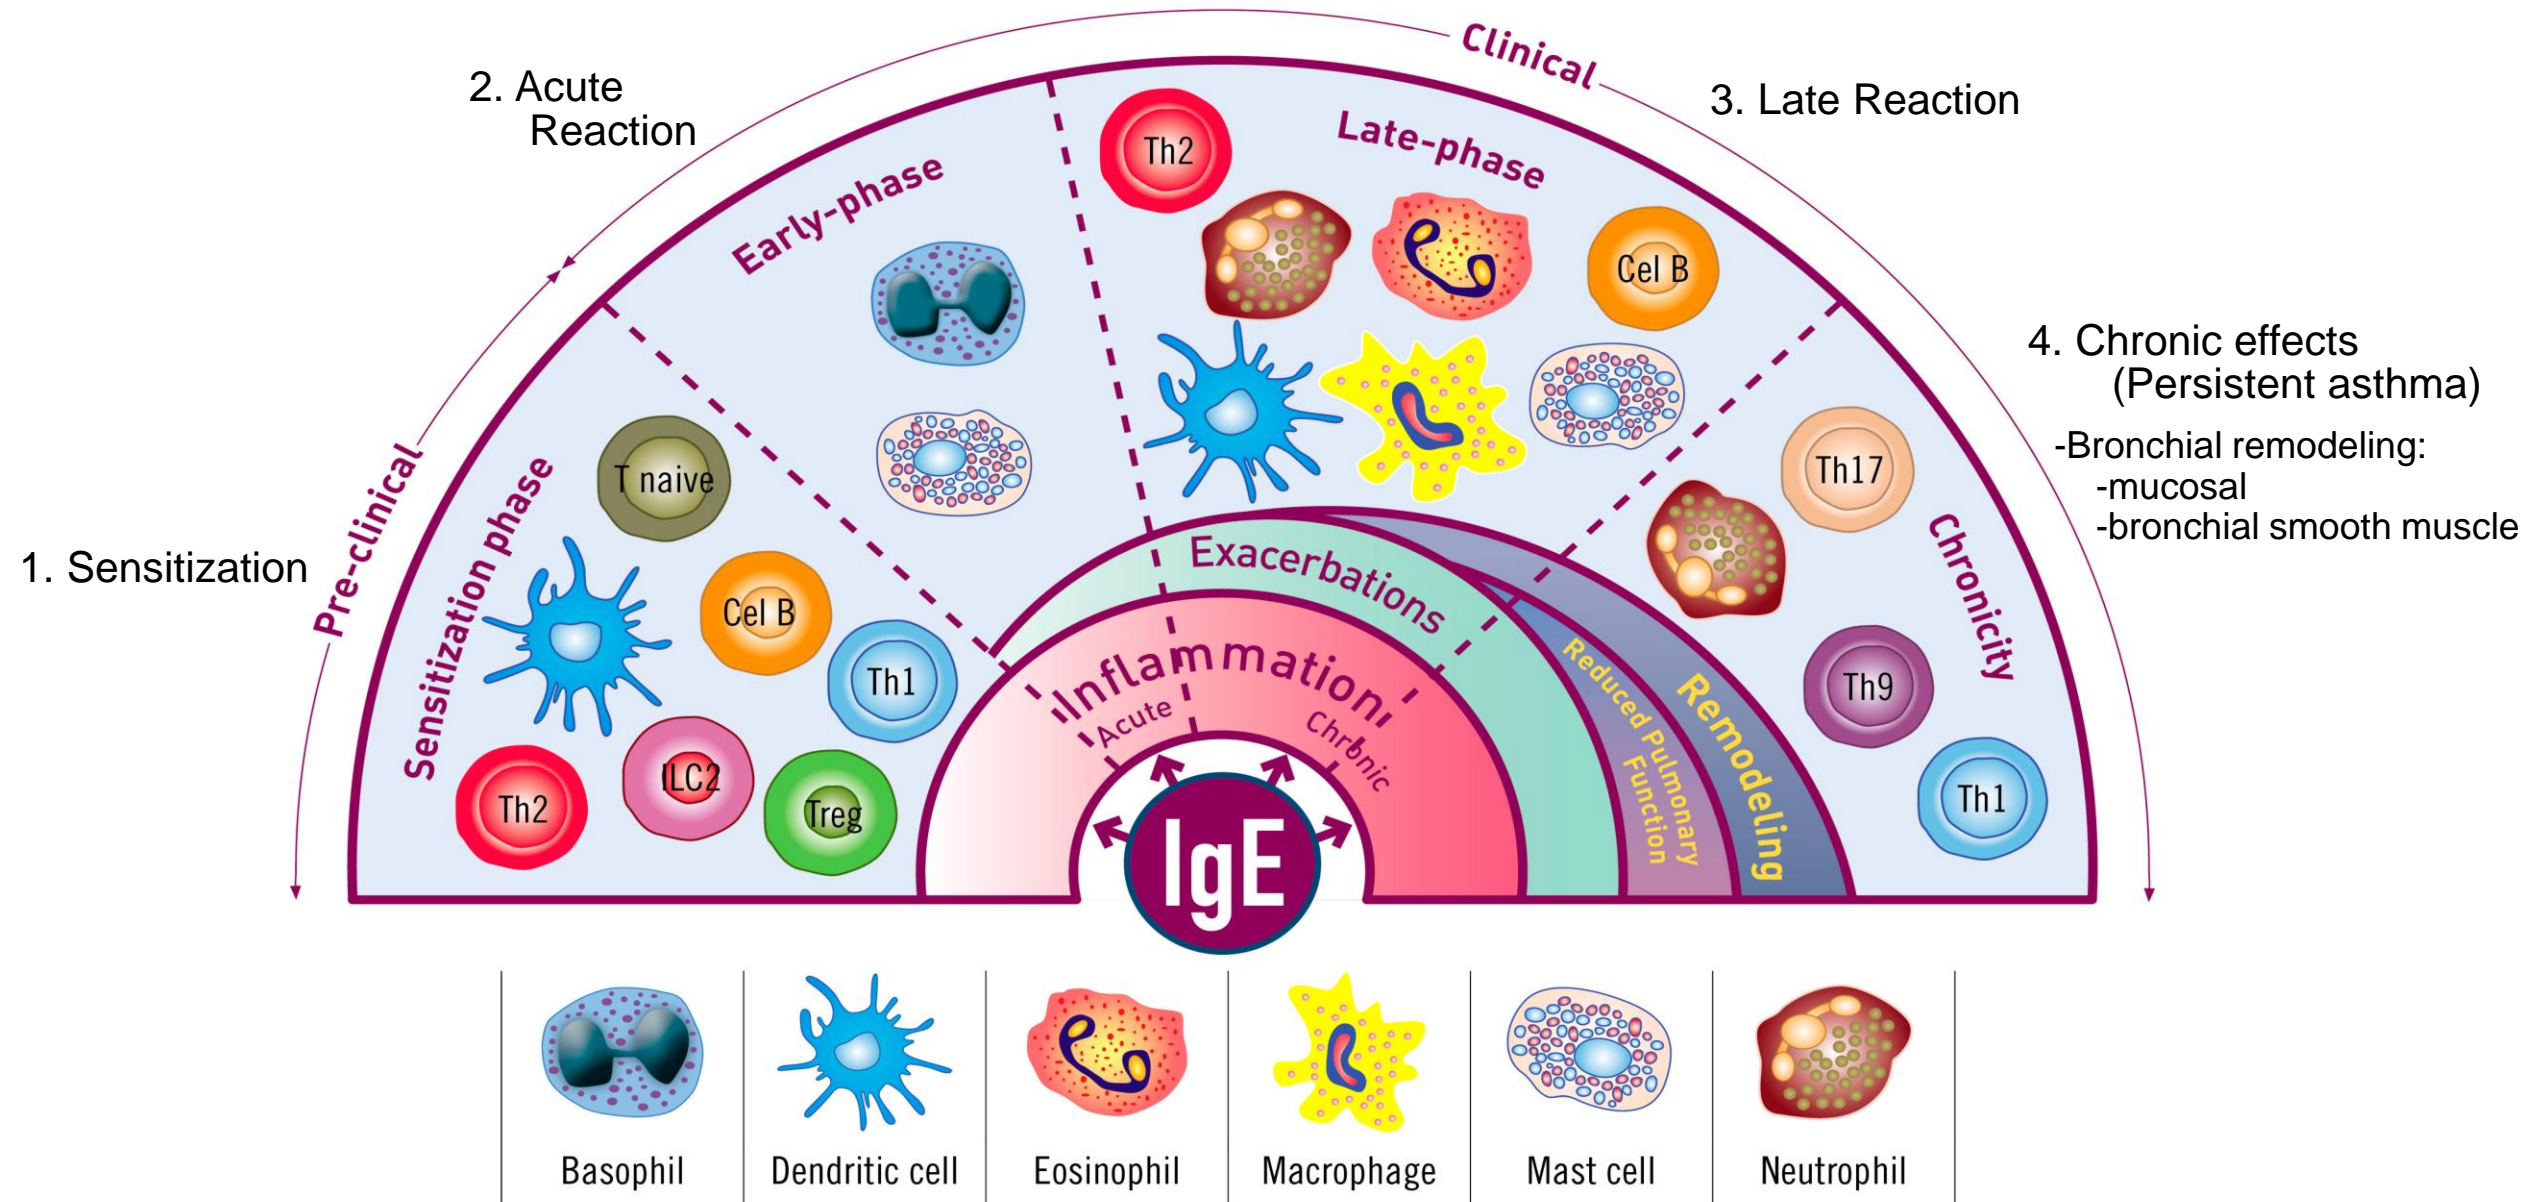 Clinical
2. Acute
Reaction
3. Late Reaction
Th2
Late-phase
Early-phase
Cel B
4. Chronic effects
(Persistent asthma)
-Bronchial remodeling:
-mucosal
-bronchial smooth muscle
T naive
Th17
Pre-clinical
Sensitization phase
1. Sensitization
Chronicity
Exacerbations
Cel B
Th1
Inflammation
Acute
Chronic
Reduced Pulmonary
Function
Remodeling
Th9
Th2
ILC2
Treg
Th1
IgE
Basophil
Dendritic cell
Eosinophil
Macrophage
Mast cell
Neutrophil